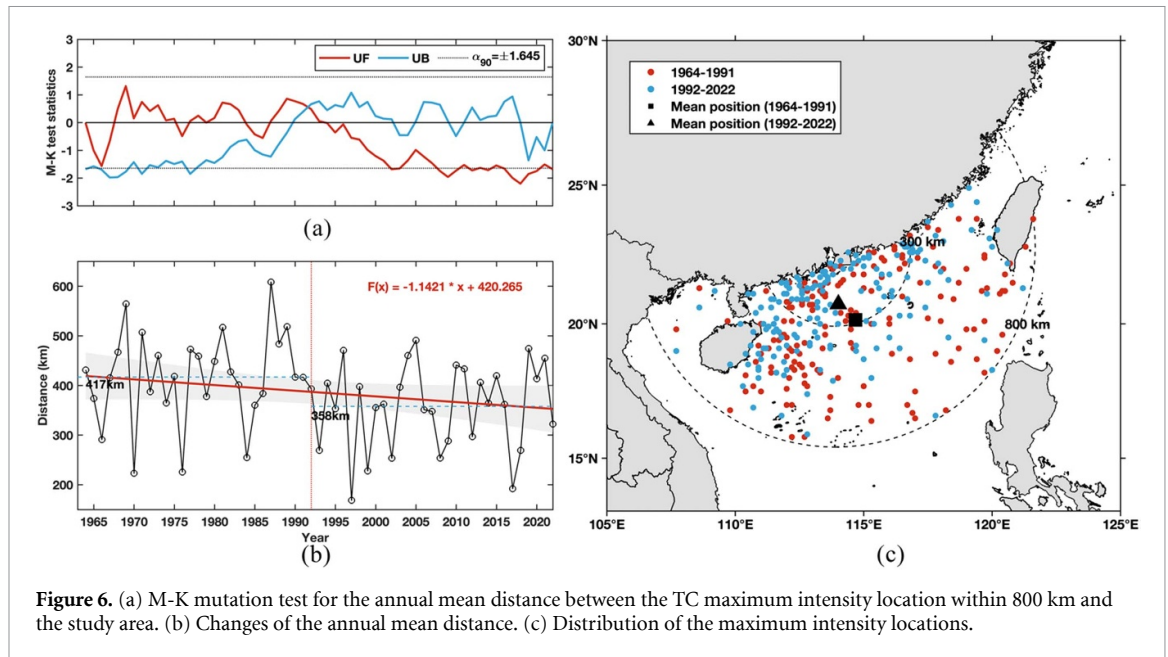 3
2
1
0
-1
-2
-3
M-K test statistics
UF UB α90=±1.645
(a)
600
500
400
300
200
Distance (km)
F(x) = -1.1421 * x + 420.265
417km
358km
1965 1970 1975 1980 1985 1990 1995 2000 2005 2010 2015 2020
Year
(b)
30°N
25°N
20°N
15°N
1964-1991
1992-2022
Mean position (1964-1991)
Mean position (1992-2022)
300 km
800 km
105°E 110°E 115°E 120°E 125°E
(c)
Figure 6. (a) M-K mutation test for the annual mean distance between the TC maximum intensity location within 800 km and
the study area. (b) Changes of the annual mean distance. (c) Distribution of the maximum intensity locations.